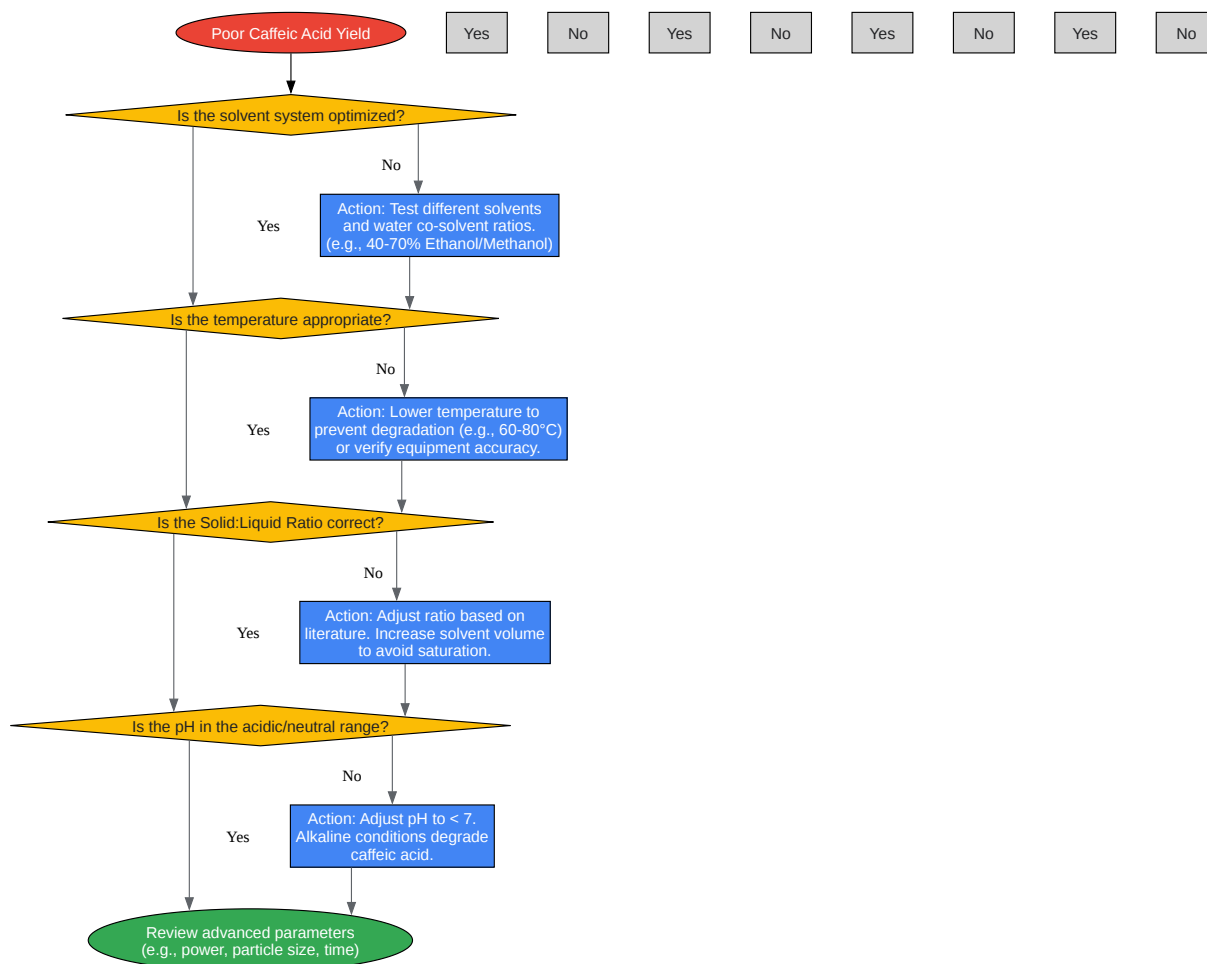 Poor Caffeic Acid Yield
Yes
No
Yes
No
Yes
No
Yes
No
Is the solvent system optimized?
No
Yes
Action: Test different solvents
and water co-solvent ratios.
(e.g., 40-70% Ethanol/Methanol)
Is the temperature appropriate?
No
Yes
Action: Lower temperature to
prevent degradation (e.g., 60-80°C)
or verify equipment accuracy.
Is the Solid:Liquid Ratio correct?
No
Yes
Action: Adjust ratio based on
literature. Increase solvent volume
to avoid saturation.
Is the pH in the acidic/neutral range?
No
Yes
Action: Adjust pH to < 7.
Alkaline conditions degrade
caffeic acid.
Review advanced parameters
(e.g., power, particle size, time)